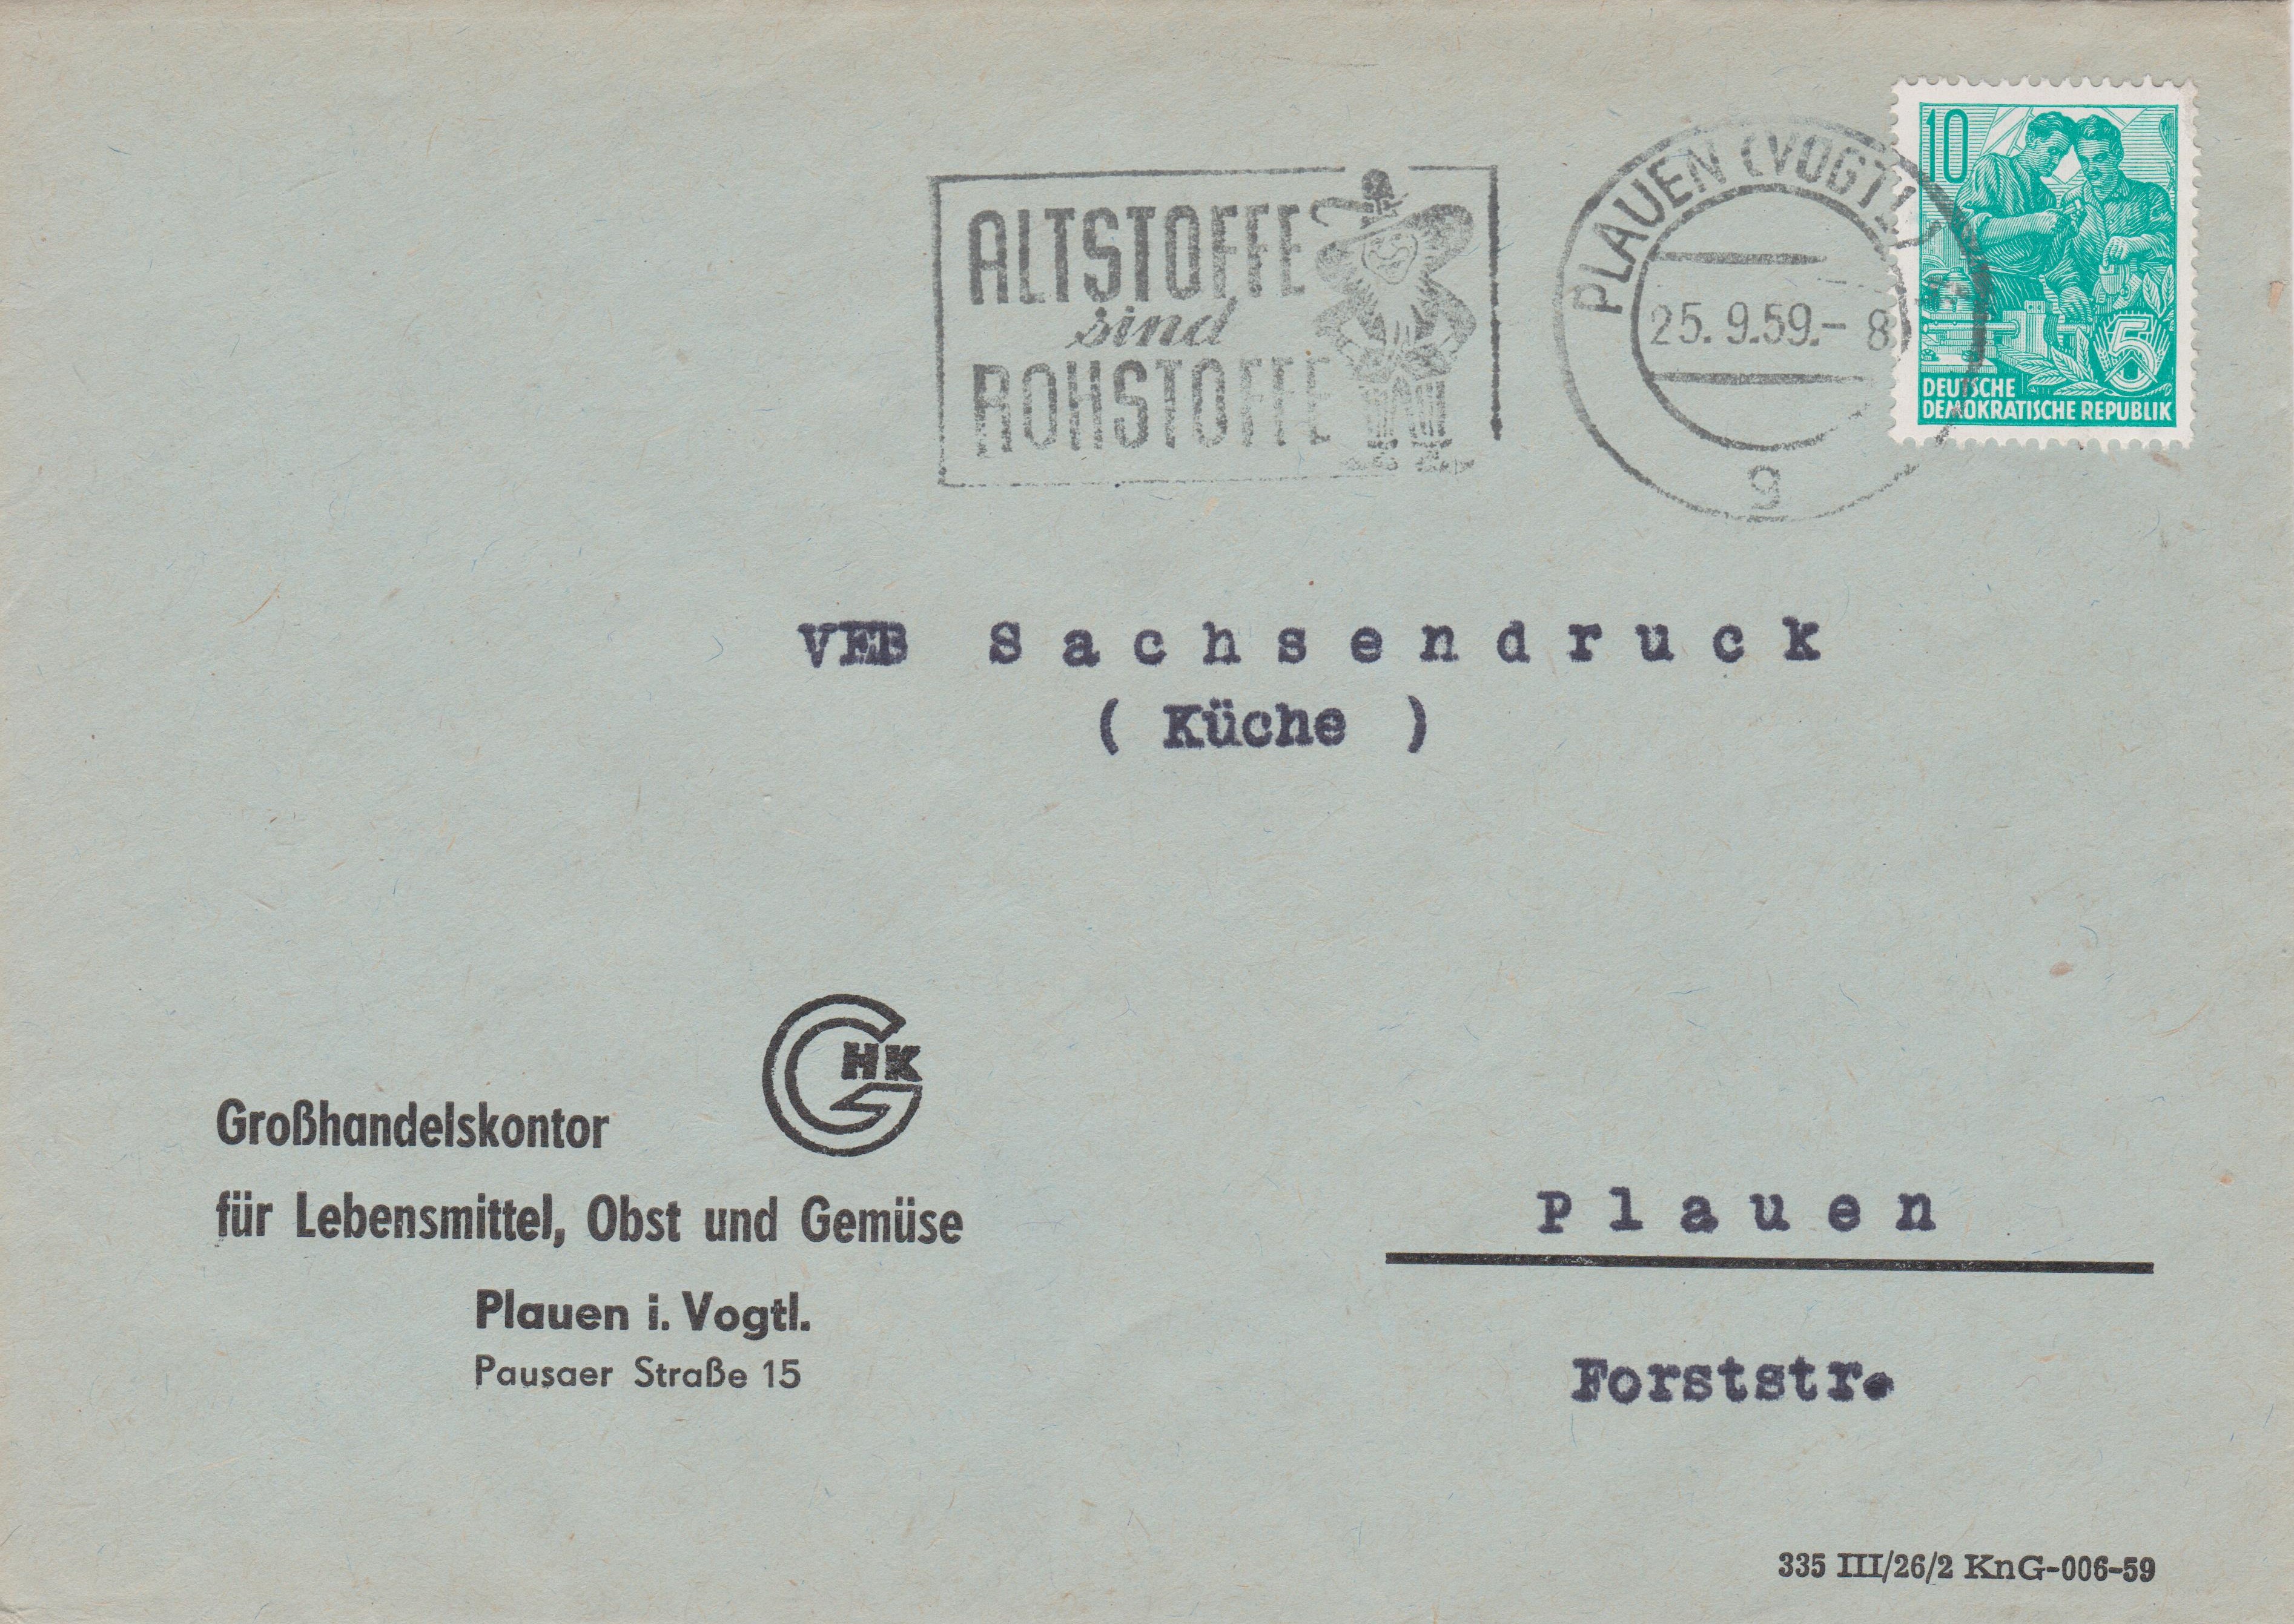 ALTSTOFFE
sind
ROHSTOFFE
PLAUEN (VOGTL)
25.9.59.- 8
g
10
5
DEUTSCHE
DEMOKRATISCHE REPUBLIK
VEB Sachsendruck
( Küche )
GHK
Großhandelskontor
für Lebensmittel, Obst und Gemüse
Plauen i. Vogtl.
Pausaer Straße 15
Plauen
Forststr.
335 III/26/2 KnG-006-59